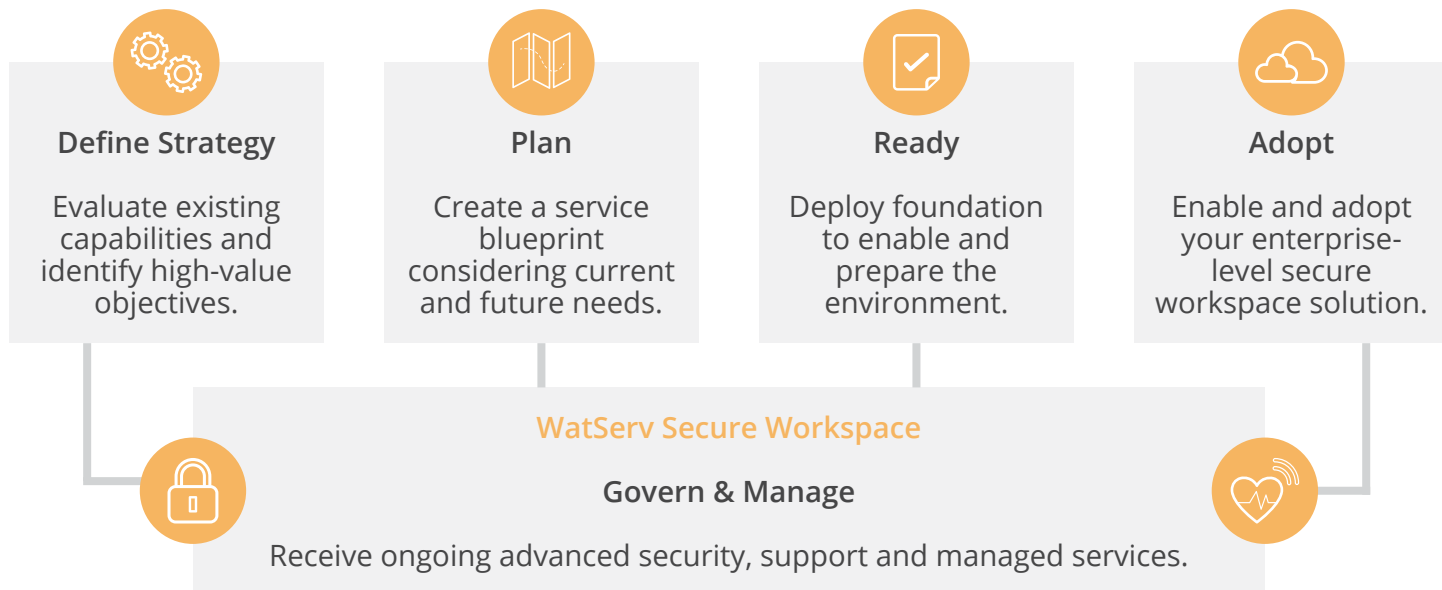 Define Strategy
Evaluate existing
capabilities and
identify high-value
objectives.
Plan
Create a service
blueprint
considering current
and future needs.
Ready
Deploy foundation
to enable and
prepare the
environment.
Adopt
Enable and adopt
your enterprise-
level secure
workspace solution.
WatServ Secure Workspace
Govern & Manage
Receive ongoing advanced security, support and managed services.